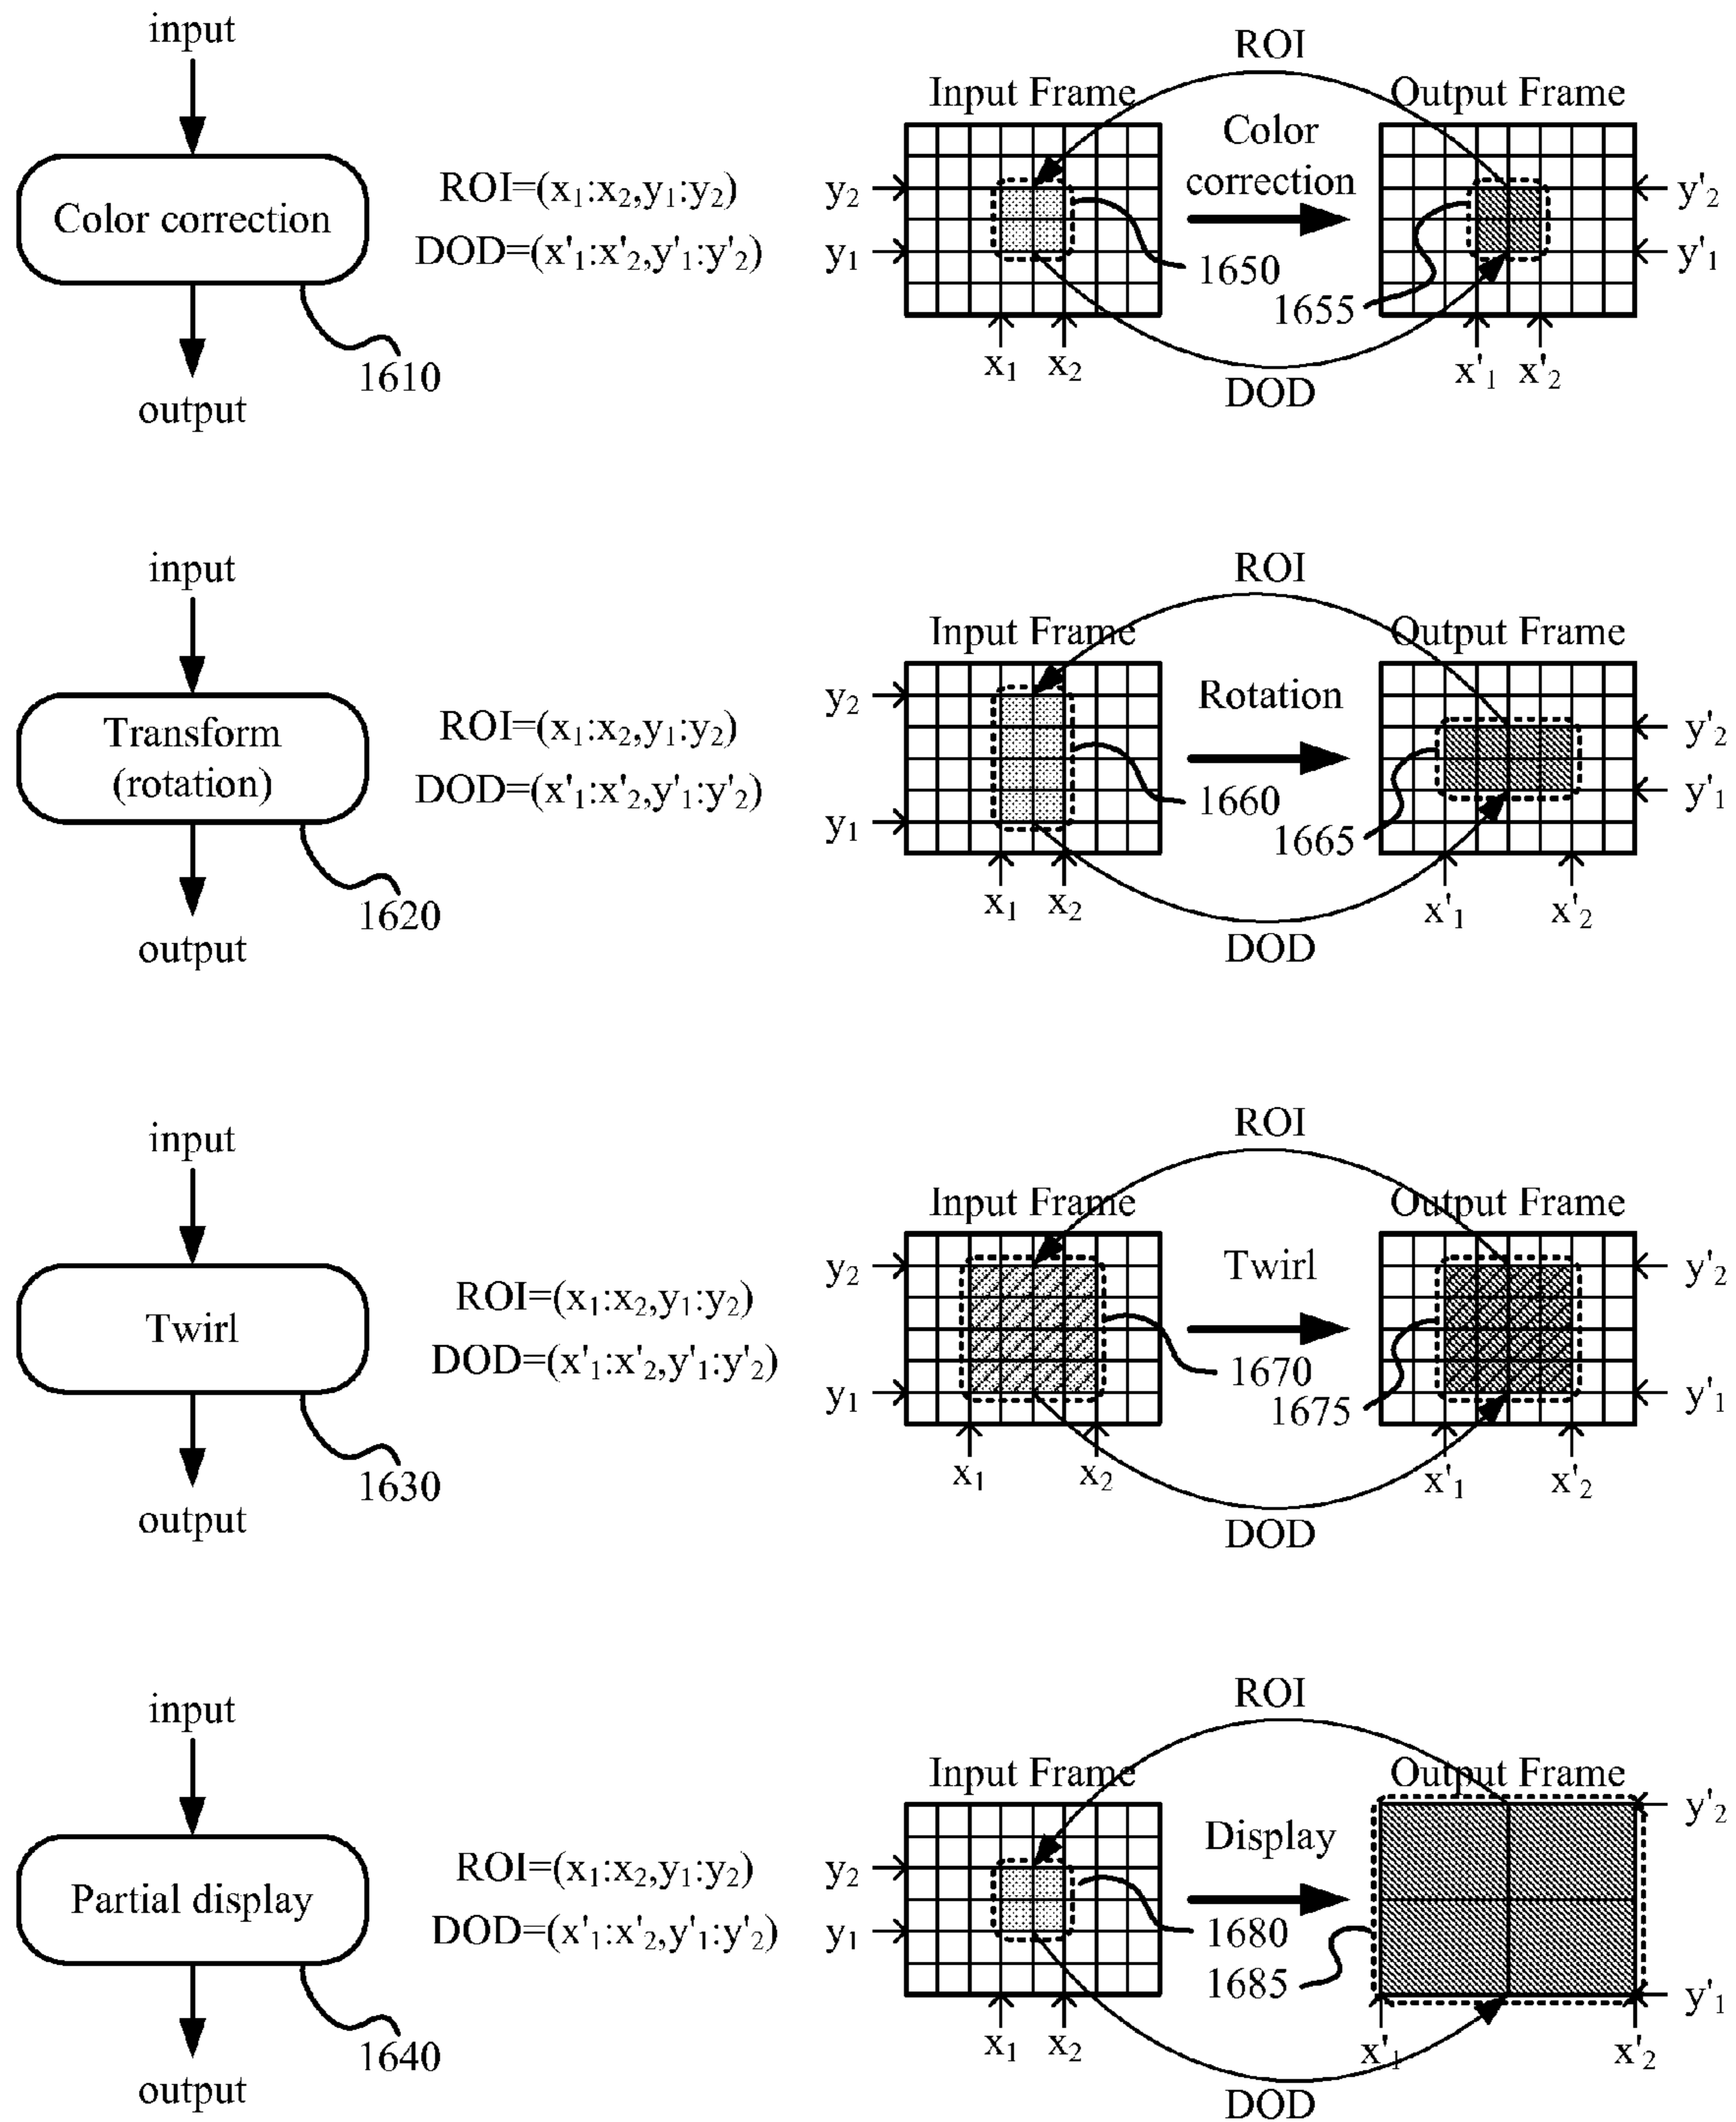 input
Color correction
1610
output
ROI=(x₁:x₂,y₁:y₂)
DOD=(x'₁:x'₂,y'₁:y'₂)
ROI
Input Frame
Output Frame
Color
correction
y₂
y₁
y'₂
y'₁
1650
1655
x₁
x₂
x'₁
x'₂
DOD
input
Transform
(rotation)
1620
output
ROI=(x₁:x₂,y₁:y₂)
DOD=(x'₁:x'₂,y'₁:y'₂)
ROI
Input Frame
Output Frame
Rotation
y₂
y₁
y'₂
y'₁
1660
1665
x₁
x₂
x'₁
x'₂
DOD
input
Twirl
1630
output
ROI=(x₁:x₂,y₁:y₂)
DOD=(x'₁:x'₂,y'₁:y'₂)
ROI
Input Frame
Output Frame
Twirl
y₂
y₁
y'₂
y'₁
1670
1675
x₁
x₂
x'₁
x'₂
DOD
input
Partial display
1640
output
ROI=(x₁:x₂,y₁:y₂)
DOD=(x'₁:x'₂,y'₁:y'₂)
ROI
Input Frame
Output Frame
Display
y₂
y₁
y'₂
y'₁
1680
1685
x₁
x₂
x'₁
x'₂
DOD